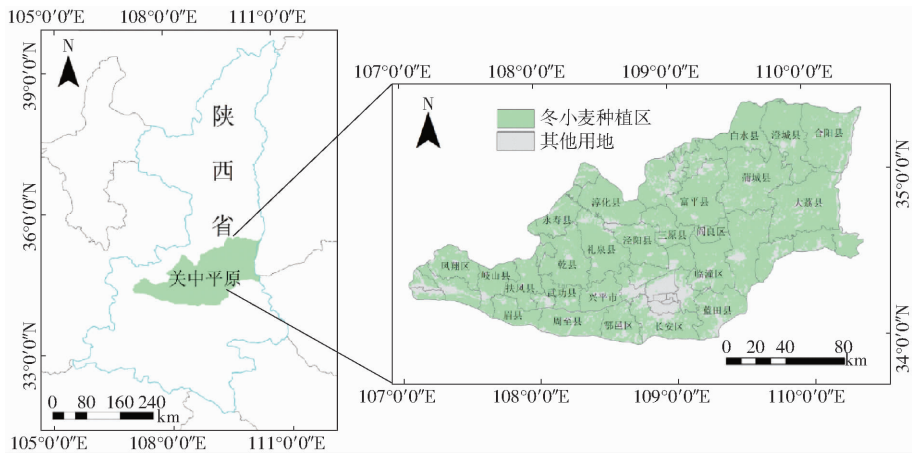 105°0′0″E
108°0′0″E
111°0′0″E
N
39°0′0″N
36°0′0″N
33°0′0″N
陕
西
省
关中平原
0 80 160 240
km
105°0′0″E
108°0′0″E
111°0′0″E
107°0′0″E
108°0′0″E
109°0′0″E
110°0′0″E
N
冬小麦种植区
其他用地
35°0′0″N
34°0′0″N
白水县
澄城县
合阳县
蒲城县
淳化县
富平县
大荔县
永寿县
礼泉县
泾阳县
三原县
阎良区
凤翔区
岐山县
乾县
临潼区
扶风县
武功县
兴平市
蓝田县
眉县
周至县
鄠邑区
长安区
0 20 40 80
km
107°0′0″E
108°0′0″E
109°0′0″E
110°0′0″E